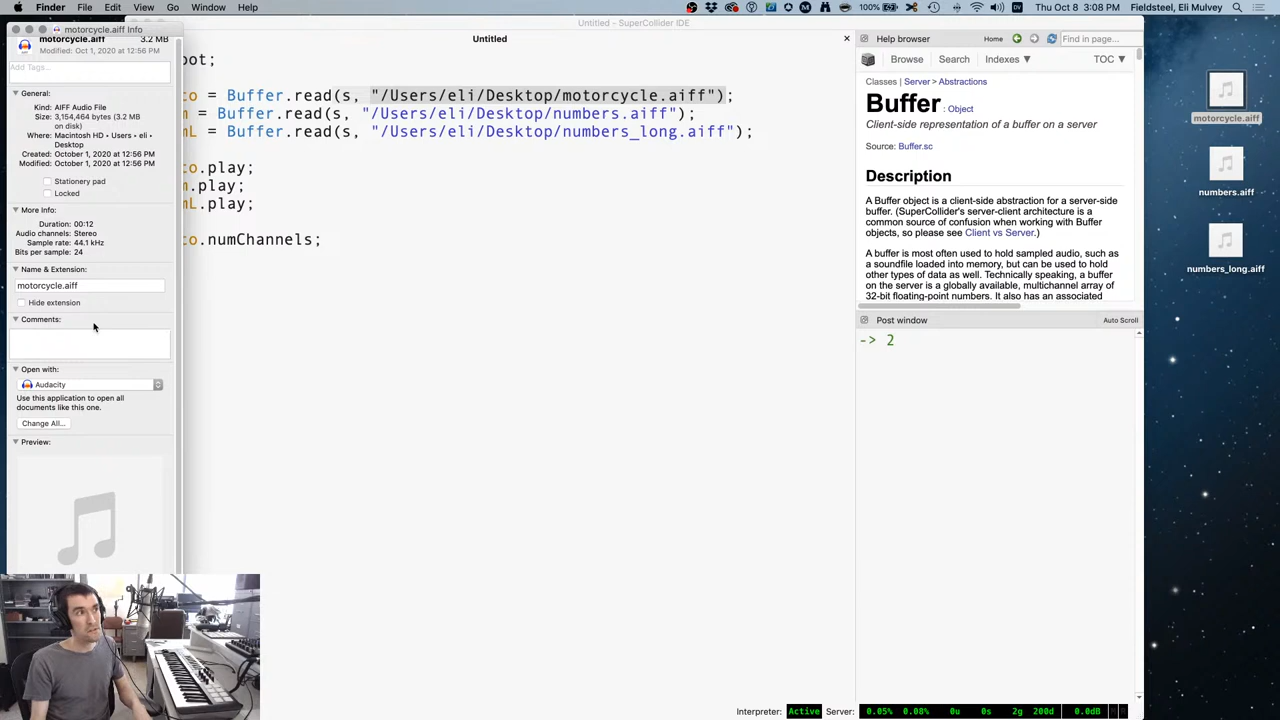 Finder File Edit View Go Window Help
Thu Oct 8 3:08 PM Fieldsteel, Eli Mulvey
motorcycle.aiff Info
motorcycle.aiff 3.2 MB
Modified: Oct 1, 2020 at 12:56 PM
Add Tags...
General:
Kind: AIFF Audio File
Size: 3,154,464 bytes (3.2 MB
on disk)
Where: Macintosh HD • Users • eli •
Desktop
Created: October 1, 2020 at 12:56 PM
Modified: October 1, 2020 at 12:56 PM
Stationery pad
Locked
More Info:
Duration: 00:12
Audio channels: Stereo
Sample rate: 44.1 kHz
Bits per sample: 24
Name & Extension:
motorcycle.aiff
Hide extension
Comments:
Open with:
Audacity
Use this application to open all
documents like this one.
Change All...
Preview:
Untitled – SuperCollider IDE
Untitled
oot;
o = Buffer.read(s, "/Users/eli/Desktop/motorcycle.aiff");
= Buffer.read(s, "/Users/eli/Desktop/numbers.aiff");
L = Buffer.read(s, "/Users/eli/Desktop/numbers_long.aiff");
o.play;
.play;
L.play;
o.numChannels;
Help browser Home Find in page...
Browse Search Indexes ▼ TOC ▼
Classes | Server > Abstractions
Buffer : Object
Client-side representation of a buffer on a server
Source: Buffer.sc
Description
A Buffer object is a client-side abstraction for a server-side
buffer. (SuperCollider's server-client architecture is a
common source of confusion when working with Buffer
objects, so please see Client vs Server.)
A buffer is most often used to hold sampled audio, such as
a soundfile loaded into memory, but can be used to hold
other types of data as well. Technically speaking, a buffer
on the server is a globally available, multichannel array of
32-bit floating-point numbers. It also has an associated
Post window Auto Scroll
-> 2
Interpreter: Active Server: 0.05% 0.08% 0u 0s 2g 200d 0.0dB M R
motorcycle.aiff
numbers.aiff
numbers_long.aiff